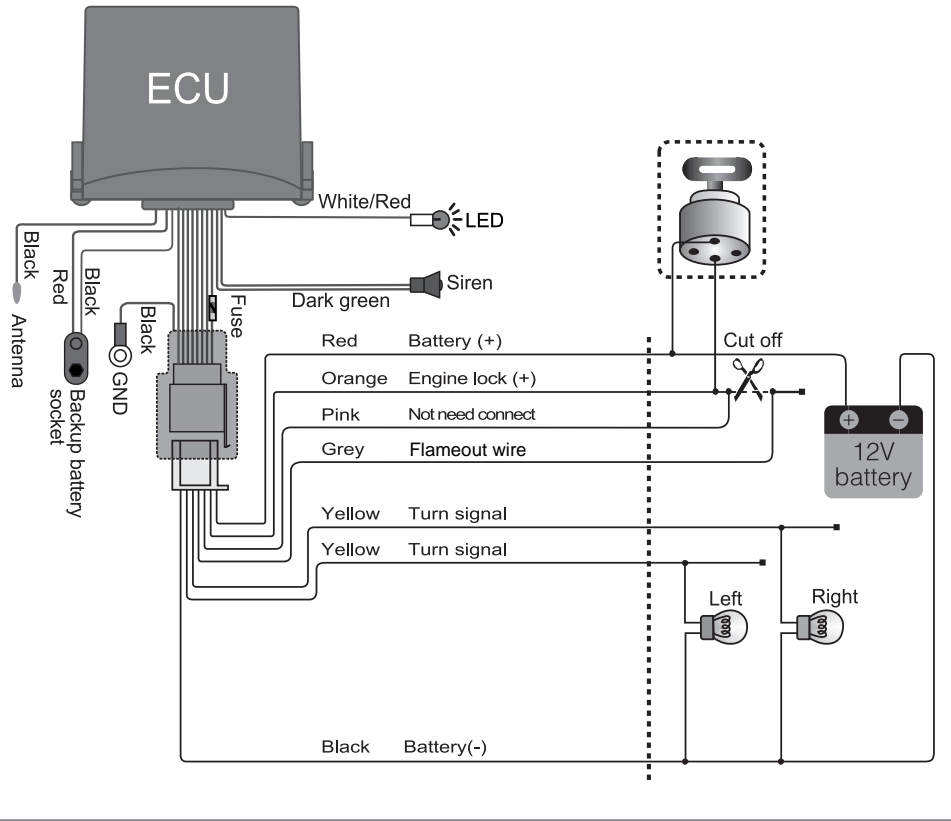 ECU
White/Red
LED
Black
Red
Black
Black
Fuse
Dark green
Siren
Antenna
Backup battery
socket
GND
Red Battery (+)
Cut off
Orange Engine lock (+)
Pink Not need connect
Grey Flameout wire
+
−
12V
battery
Yellow Turn signal
Yellow Turn signal
Left
Right
Black Battery(-)